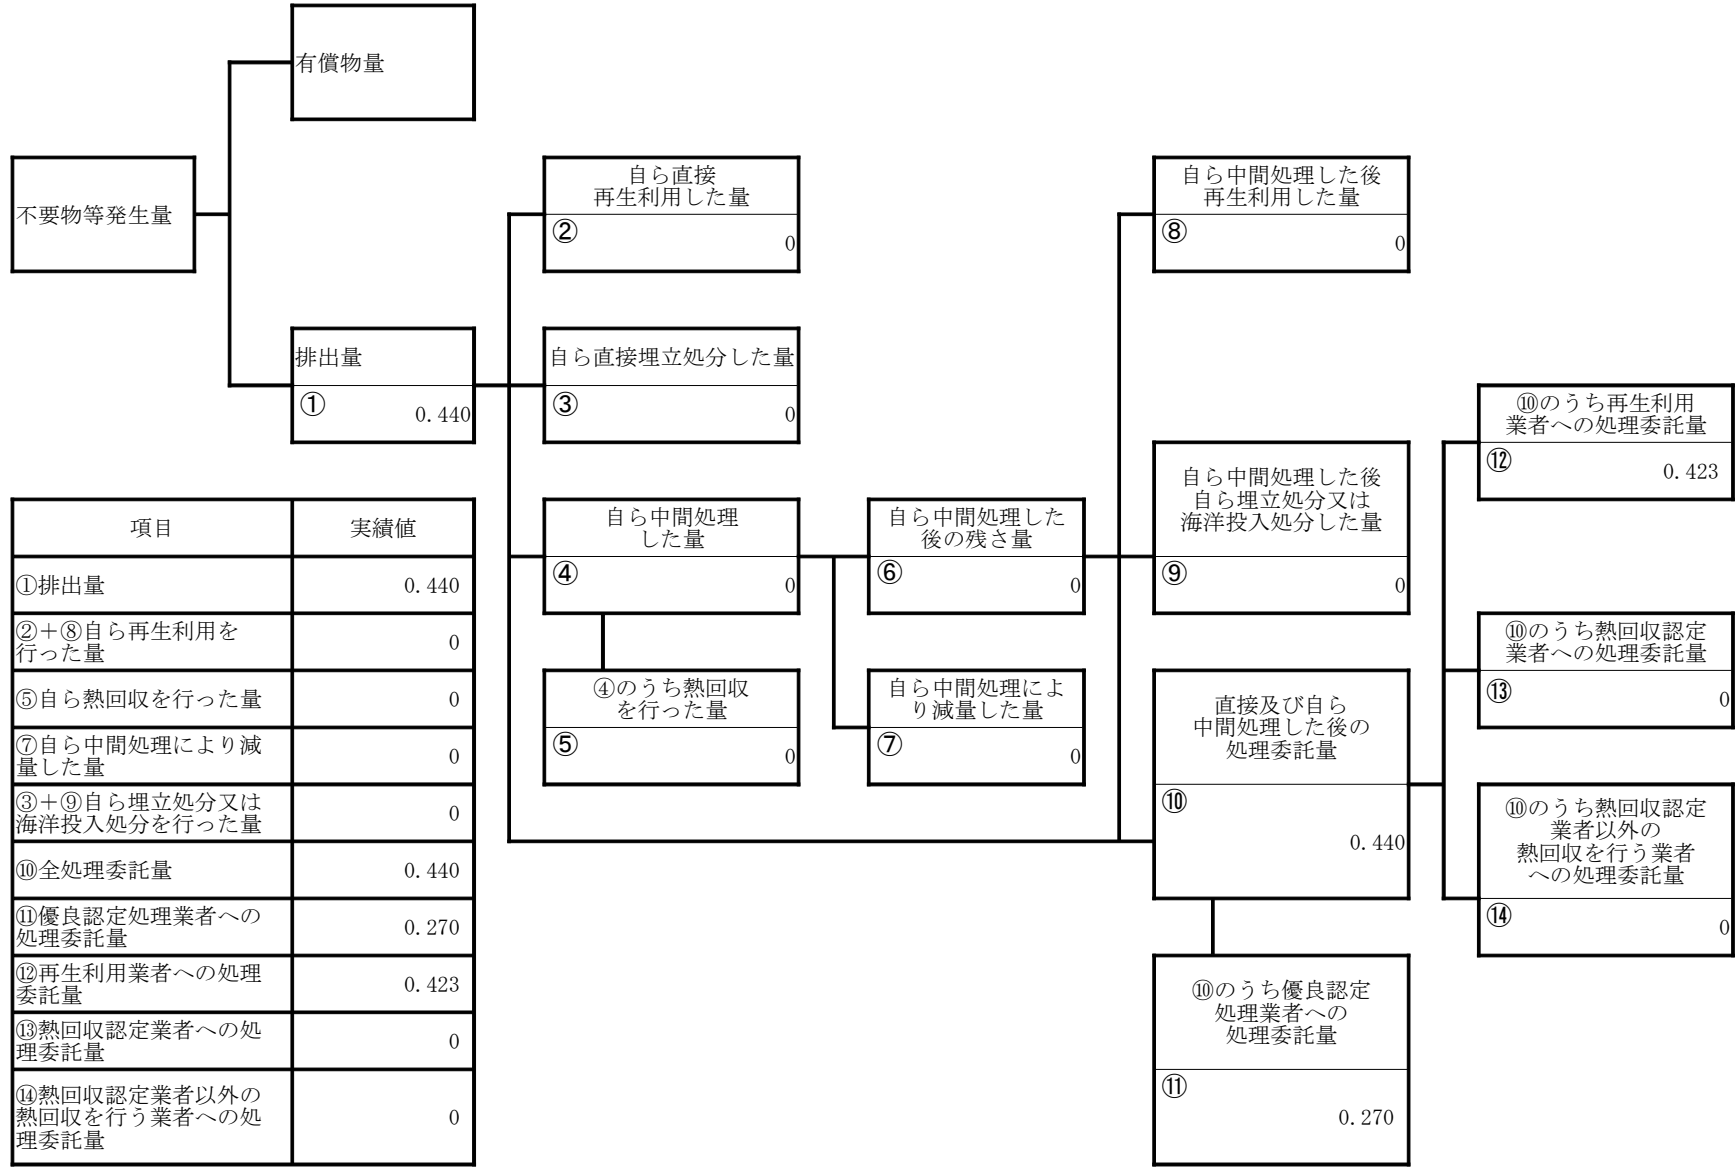 有償物量
不要物等発生量
自ら直接
再生利用した量
②
0
自ら中間処理した後
再生利用した量
⑧
0
排出量
①
0.440
自ら直接埋立処分した量
③
0
⑩のうち再生利用
業者への処理委託量
⑫
0.423
自ら中間処理
した量
④
0
自ら中間処理した
後の残さ量
⑥
0
自ら中間処理した後
自ら埋立処分又は
海洋投入処分した量
⑨
0
⑩のうち熱回収認定
業者への処理委託量
⑬
0
④のうち熱回収
を行った量
⑤
0
自ら中間処理によ
り減量した量
⑦
0
直接及び自ら
中間処理した後の
処理委託量
⑩
0.440
⑩のうち熱回収認定
業者以外の
熱回収を行う業者
への処理委託量
⑭
0
⑩のうち優良認定
処理業者への
処理委託量
⑪
0.270
項目 実績値
①排出量 0.440
②＋⑧自ら再生利用を
行った量 0
⑤自ら熱回収を行った量 0
⑦自ら中間処理により減
量した量 0
③＋⑨自ら埋立処分又は
海洋投入処分を行った量 0
⑩全処理委託量 0.440
⑪優良認定処理業者への
処理委託量 0.270
⑫再生利用業者への処理
委託量 0.423
⑬熱回収認定業者への処
理委託量 0
⑭熱回収認定業者以外の
熱回収を行う業者への処
理委託量 0